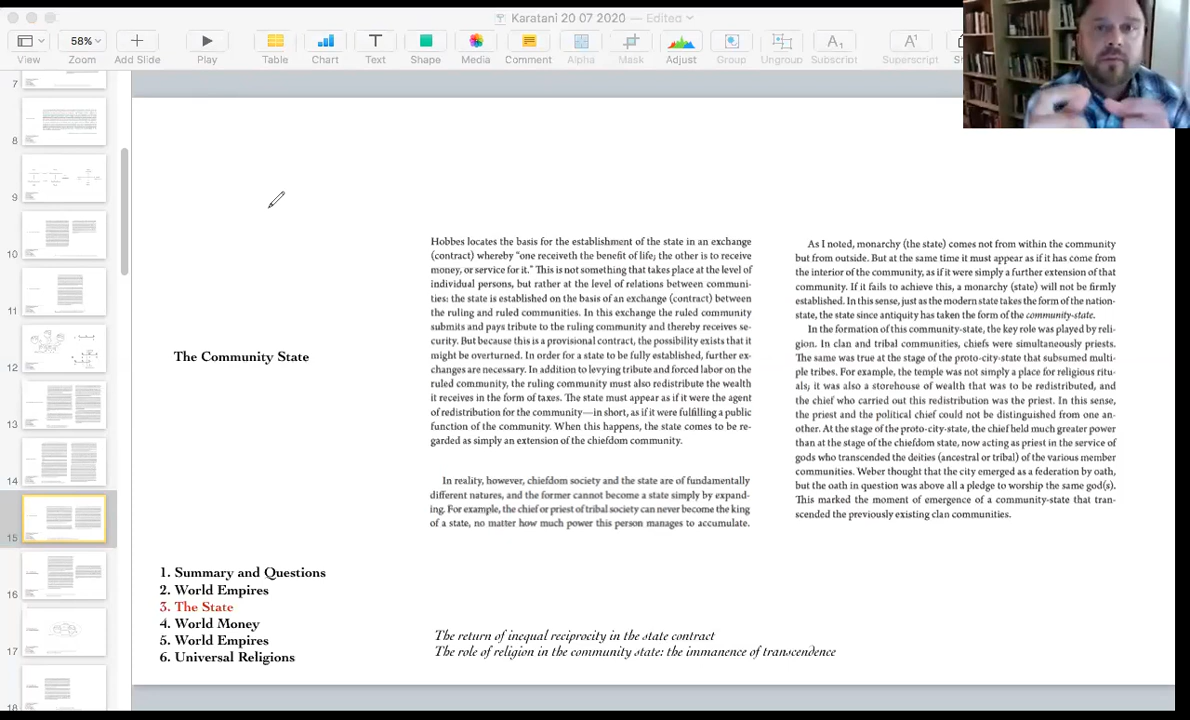 Karatani 20 07 2020 — Edited
58%
View
Zoom
Add Slide
Play
Table
Chart
Text
Shape
Media
Comment
Alpha
Mask
Adjust
Group
Ungroup
Subscript
Superscript
7
8
9
10
11
12
13
14
15
16
17
18
The Community State
Hobbes locates the basis for the establishment of the state in an exchange
(contract) whereby “one receiveth the benefit of life; the other is to receive
money, or service for it.” This is not something that takes place at the level of
individual persons, but rather at the level of relations between communi-
ties: the state is established on the basis of an exchange (contract) between
the ruling and ruled communities. In this exchange the ruled community
submits and pays tribute to the ruling community and thereby receives se-
curity. But because this is a provisional contract, the possibility exists that it
might be overturned. In order for a state to be fully established, further ex-
changes are necessary. In addition to levying tribute and forced labor on the
ruled community, the ruling community must also redistribute the wealth
it receives in the form of taxes. The state must appear as if it were the agent
of redistribution for the community—in short, as if it were fulfilling a public
function of the community. When this happens, the state comes to be re-
garded as simply an extension of the chiefdom community.
In reality, however, chiefdom society and the state are of fundamentally
different natures, and the former cannot become a state simply by expand-
ing. For example, the chief or priest of tribal society can never become the king
of a state, no matter how much power this person manages to accumulate.
As I noted, monarchy (the state) comes not from within the community
but from outside. But at the same time it must appear as if it has come from
the interior of the community, as if it were simply a further extension of that
community. If it fails to achieve this, a monarchy (state) will not be firmly
established. In this sense, just as the modern state takes the form of the nation-
state, the state since antiquity has taken the form of the community-state.
In the formation of this community-state, the key role was played by reli-
gion. In clan and tribal communities, chiefs were simultaneously priests.
The same was true at the stage of the proto-city-state that subsumed multi-
ple tribes. For example, the temple was not simply a place for religious ritu-
als; it was also a storehouse of wealth that was to be redistributed, and
the chief who carried out this redistribution was the priest. In this sense,
the priest and the political chief could not be distinguished from one an-
other. At the stage of the proto-city-state, the chief held much greater power
than at the stage of the chiefdom state, now acting as priest in the service of
gods who transcended the deities (ancestral or tribal) of the various member
communities. Weber thought that the city emerged as a federation by oath,
but the oath in question was above all a pledge to worship the same god(s).
This marked the moment of emergence of a community-state that tran-
scended the previously existing clan communities.
1. Summary and Questions
2. World Empires
3. The State
4. World Money
5. World Empires
6. Universal Religions
The return of inequal reciprocity in the state contract
The role of religion in the community state: the immanence of transcendence